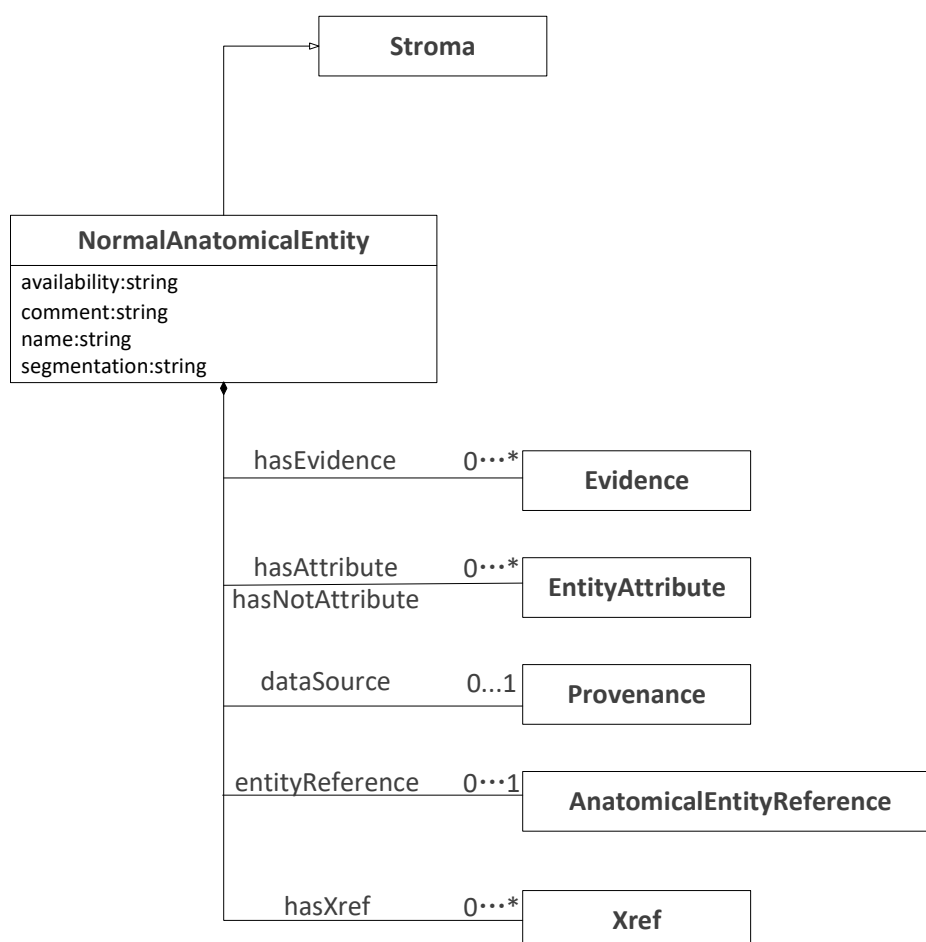 Stroma
NormalAnatomicalEntity
availability:string
comment:string
name:string
segmentation:string
hasEvidence 0···*
Evidence
hasAttribute 0···*
hasNotAttribute
EntityAttribute
dataSource 0...1
Provenance
entityReference 0···1
AnatomicalEntityReference
hasXref 0···*
Xref